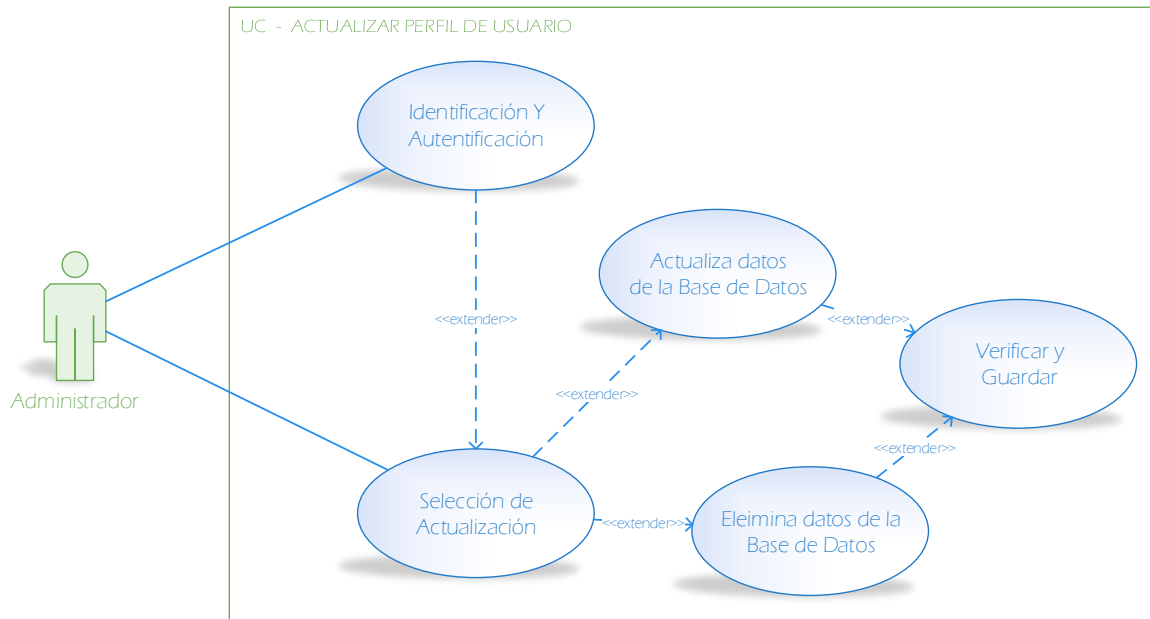 UC - ACTUALIZAR PERFIL DE USUARIO
Identificación Y
Autentificación
Actualiza datos
de la Base de Datos
<<extender>>
<<extender>>
Verificar y
Guardar
<<extender>>
Administrador
<<extender>>
Selección de
Actualización
<<extender>>
Eleimina datos de la
Base de Datos